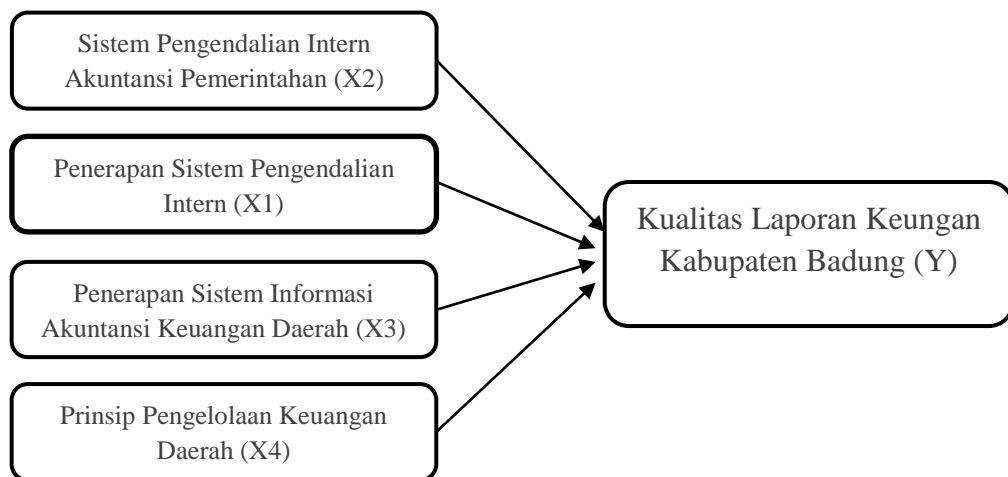 Sistem Pengendalian Intern
Akuntansi Pemerintahan (X2)
Penerapan Sistem Pengendalian
Intern (X1)
Penerapan Sistem Informasi
Akuntansi Keuangan Daerah (X3)
Prinsip Pengelolaan Keuangan
Daerah (X4)
Kualitas Laporan Keungan
Kabupaten Badung (Y)